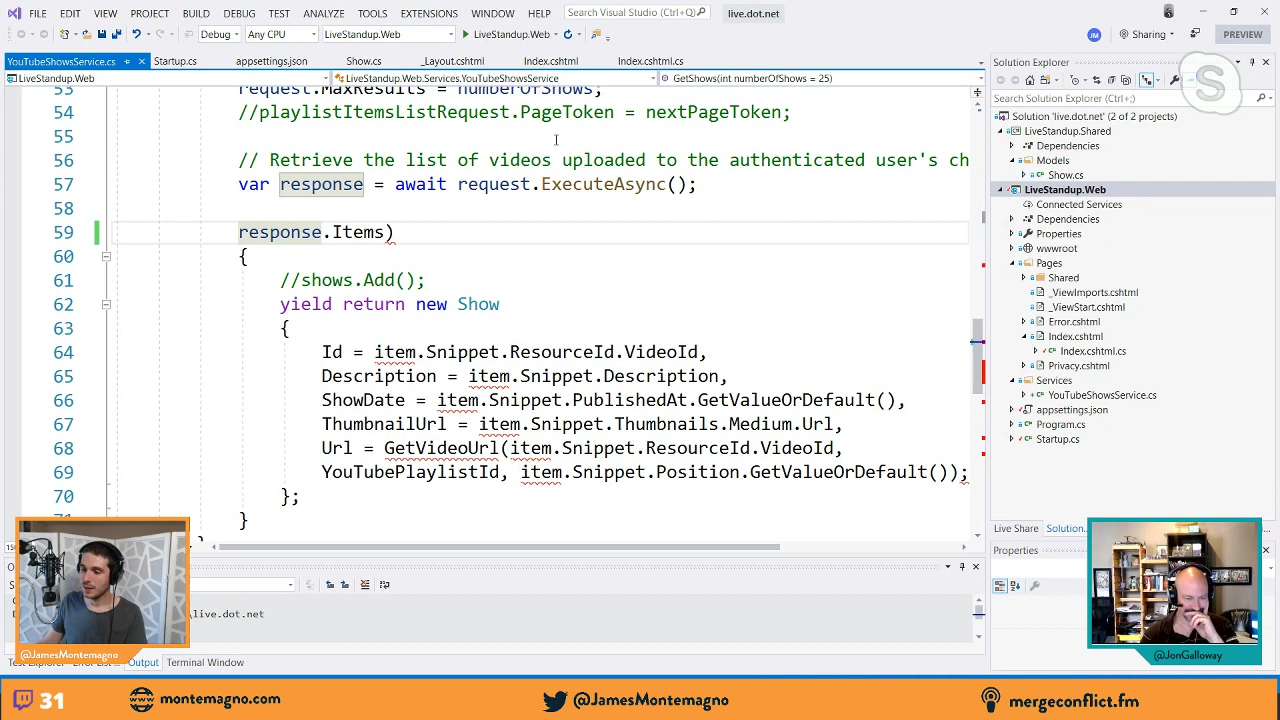 FILE EDIT VIEW PROJECT BUILD DEBUG TEST ANALYZE TOOLS EXTENSIONS WINDOW HELP Search Visual Studio (Ctrl+Q) live.dot.net
Debug Any CPU LiveStandup.Web LiveStandup.Web JM Sharing PREVIEW
YouTubeShowsService.cs Startup.cs appsettings.json Show.cs _Layout.cshtml Index.cshtml Index.cshtml.cs
LiveStandup.Web LiveStandup.Web.Services.YouTubeShowsService GetShows(int numberOfShows = 25)
53 request.MaxResults = numberOfShows;
54 //playlistItemsListRequest.PageToken = nextPageToken;
55
56 // Retrieve the list of videos uploaded to the authenticated user's ch
57 var response = await request.ExecuteAsync();
58
59 response.Items)
60 {
61 //shows.Add();
62 yield return new Show
63 {
64 Id = item.Snippet.ResourceId.VideoId,
65 Description = item.Snippet.Description,
66 ShowDate = item.Snippet.PublishedAt.GetValueOrDefault(),
67 ThumbnailUrl = item.Snippet.Thumbnails.Medium.Url,
68 Url = GetVideoUrl(item.Snippet.ResourceId.VideoId,
69 YouTubePlaylistId, item.Snippet.Position.GetValueOrDefault());
70 };
71 }
Solution Explorer
Search Solution Explorer (Ctrl+;)
Solution 'live.dot.net' (2 of 2 projects)
LiveStandup.Shared
Dependencies
Models
Show.cs
LiveStandup.Web
Connected Services
Dependencies
Properties
wwwroot
Pages
Shared
_ViewImports.cshtml
_ViewStart.cshtml
Error.cshtml
Index.cshtml
Index.cshtml.cs
Privacy.cshtml
Services
YouTubeShowsService.cs
appsettings.json
Program.cs
Startup.cs
Live Share Solution...
Properties
\live.dot.net
Output Terminal Window
@JamesMontemagno
@JonGalloway
31 montemagno.com @JamesMontemagno mergeconflict.fm